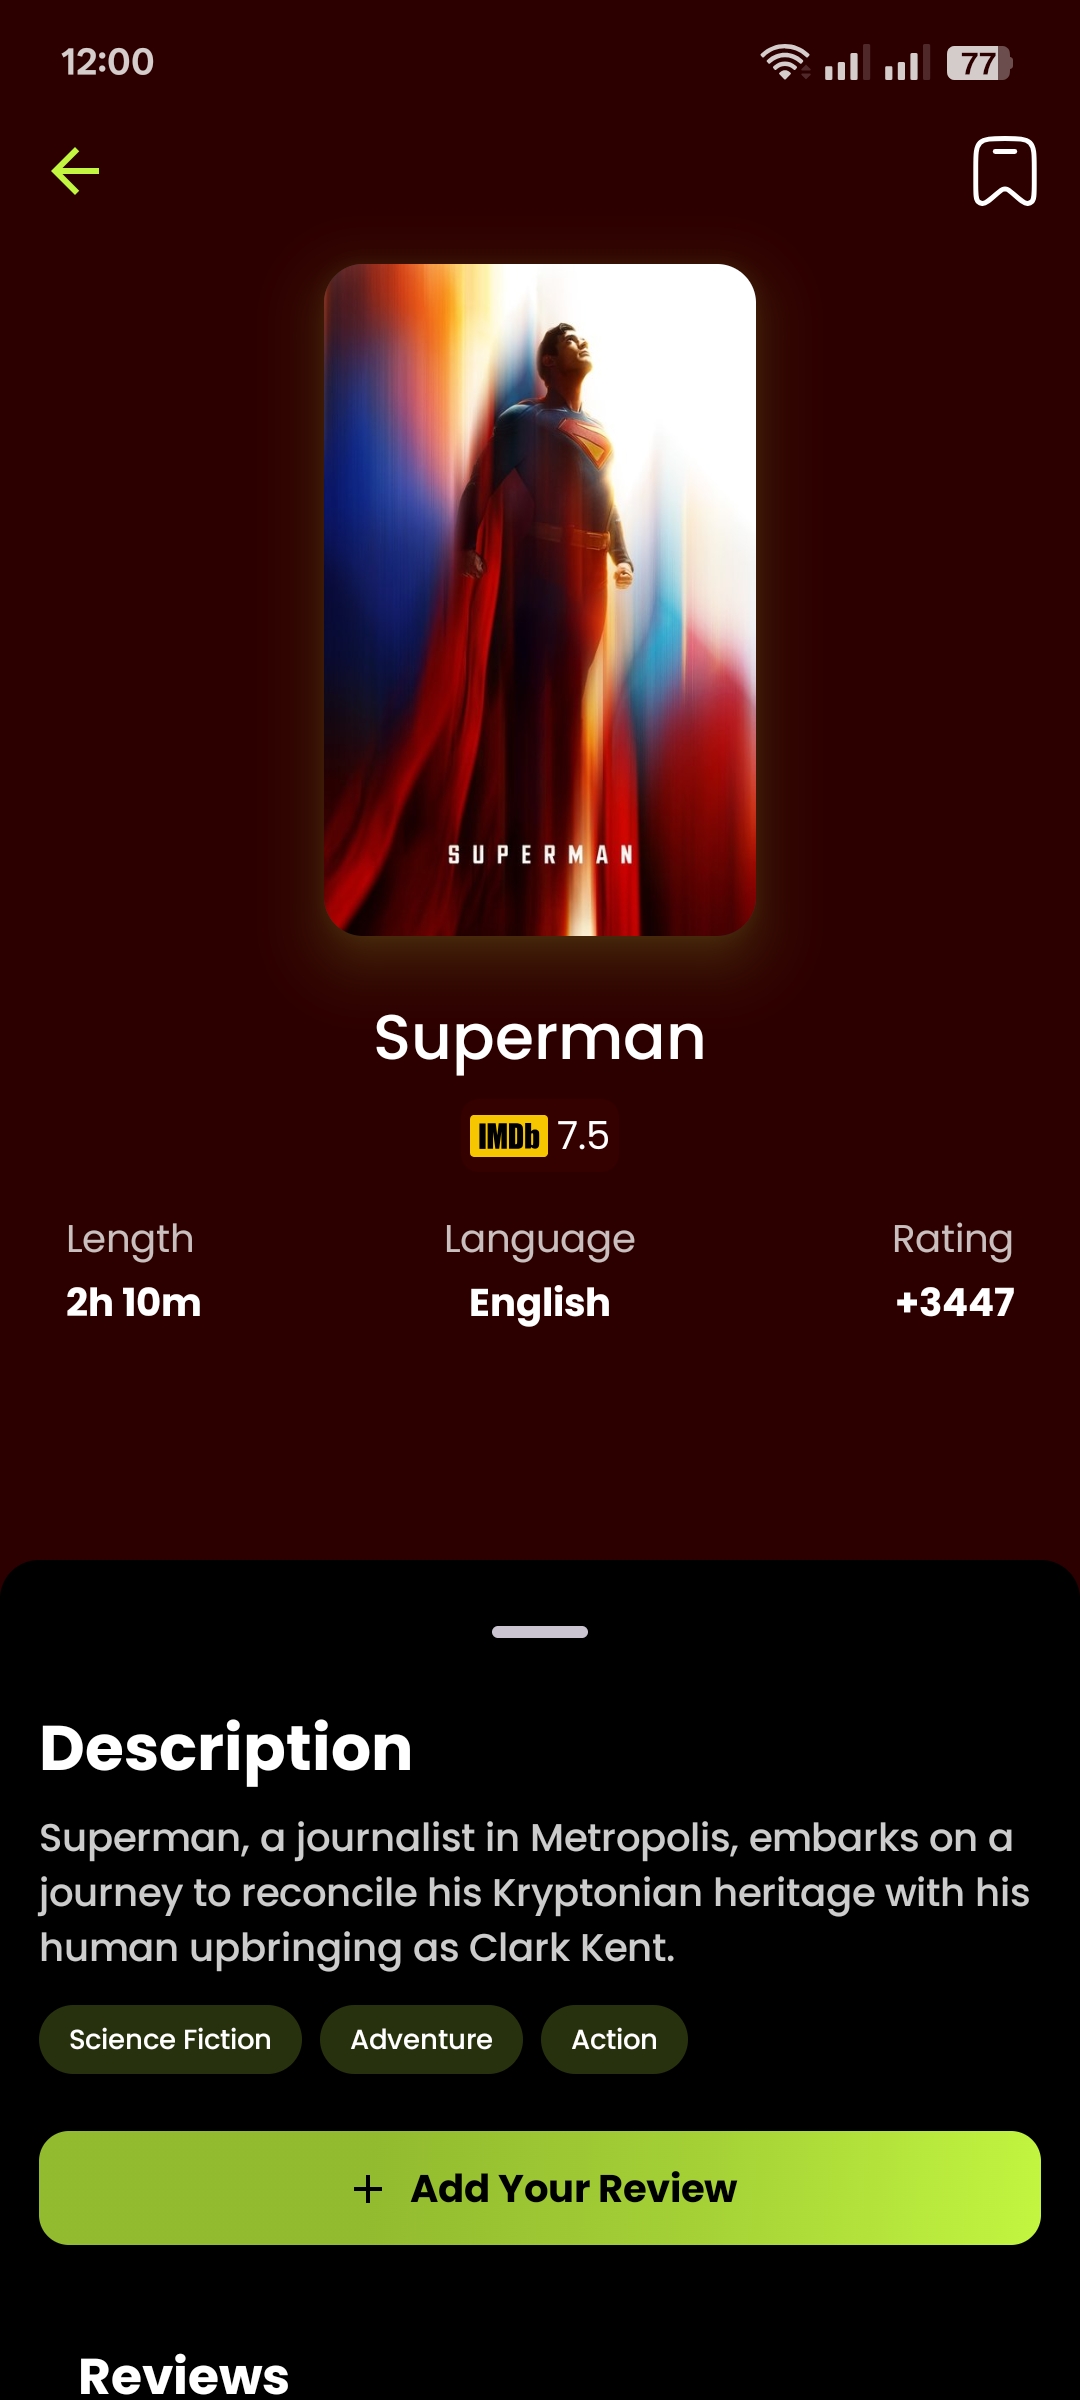 12:00
77
SUPERMAN
Superman
IMDb 7.5
Length Language Rating
2h 10m English +3447
Description
Superman, a journalist in Metropolis, embarks on a
journey to reconcile his Kryptonian heritage with his
human upbringing as Clark Kent.
Science Fiction Adventure Action
+ Add Your Review
Reviews